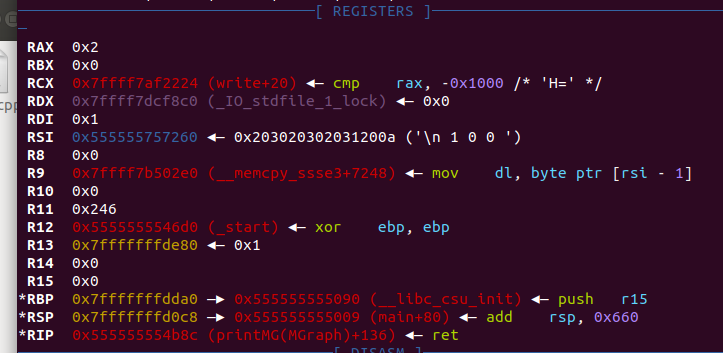 [ REGISTERS ]
RAX 0x2
RBX 0x0
RCX 0x7ffff7af2224 (write+20) ◂— cmp rax, -0x1000 /* 'H=' */
RDX 0x7ffff7dcf8c0 (_IO_stdfile_1_lock) ◂— 0x0
cpp
RDI 0x1
RSI 0x555555757260 ◂— 0x203020302031200a ('\n 1 0 0 ')
R8 0x0
R9 0x7ffff7b502e0 (__memcpy_ssse3+7248) ◂— mov dl, byte ptr [rsi - 1]
R10 0x0
R11 0x246
R12 0x5555555546d0 (_start) ◂— xor ebp, ebp
R13 0x7fffffffde80 ◂— 0x1
R14 0x0
R15 0x0
*RBP 0x7fffffffdda0 —▸ 0x555555555090 (__libc_csu_init) ◂— push r15
*RSP 0x7fffffffd0c8 —▸ 0x555555555009 (main+80) ◂— add rsp, 0x660
*RIP 0x555555554b8c (printMG(MGraph)+136) ◂— ret
[ DISASM ]